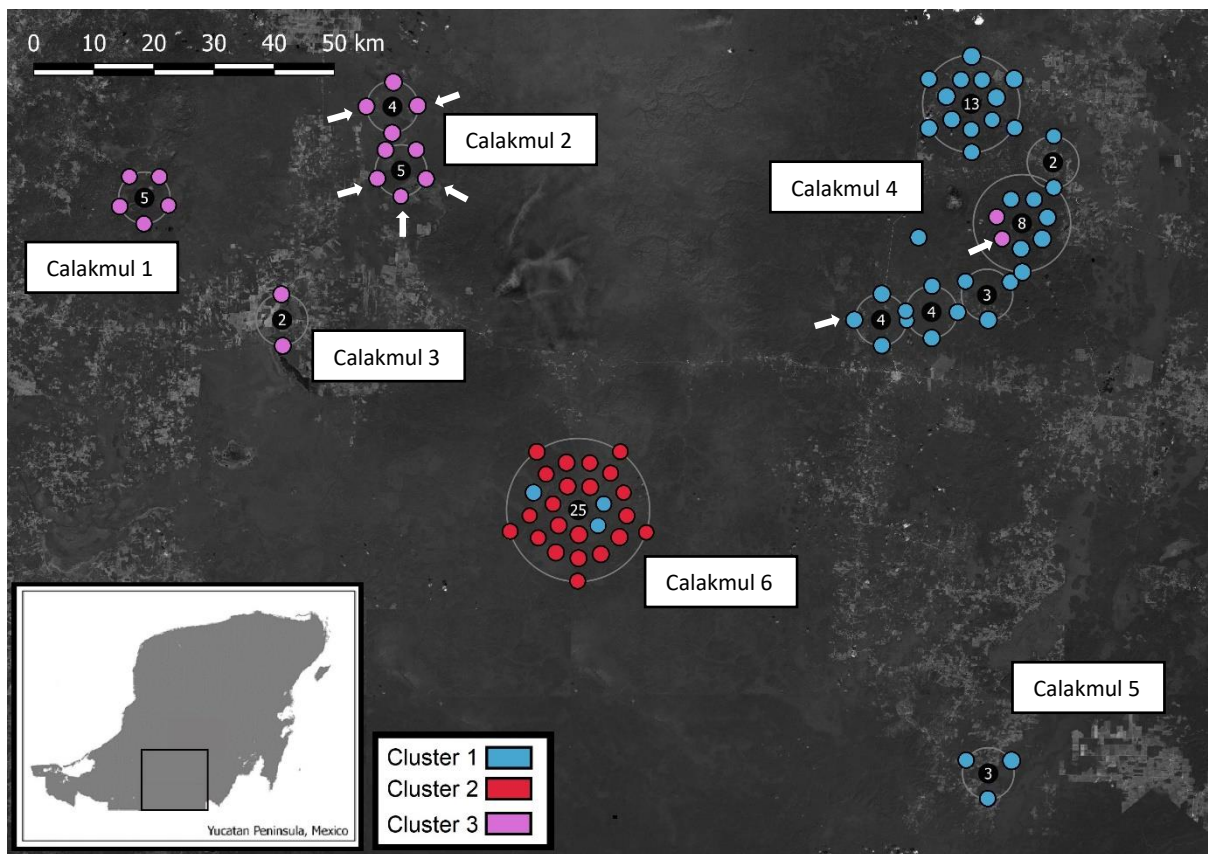 0 10 20 30 40 50 km
4
13
Calakmul 2
5
2
Calakmul 4
5
8
Calakmul 1
3
2
4
4
Calakmul 3
25
Calakmul 6
Calakmul 5
3
Cluster 1
Cluster 2
Cluster 3
Yucatan Peninsula, Mexico